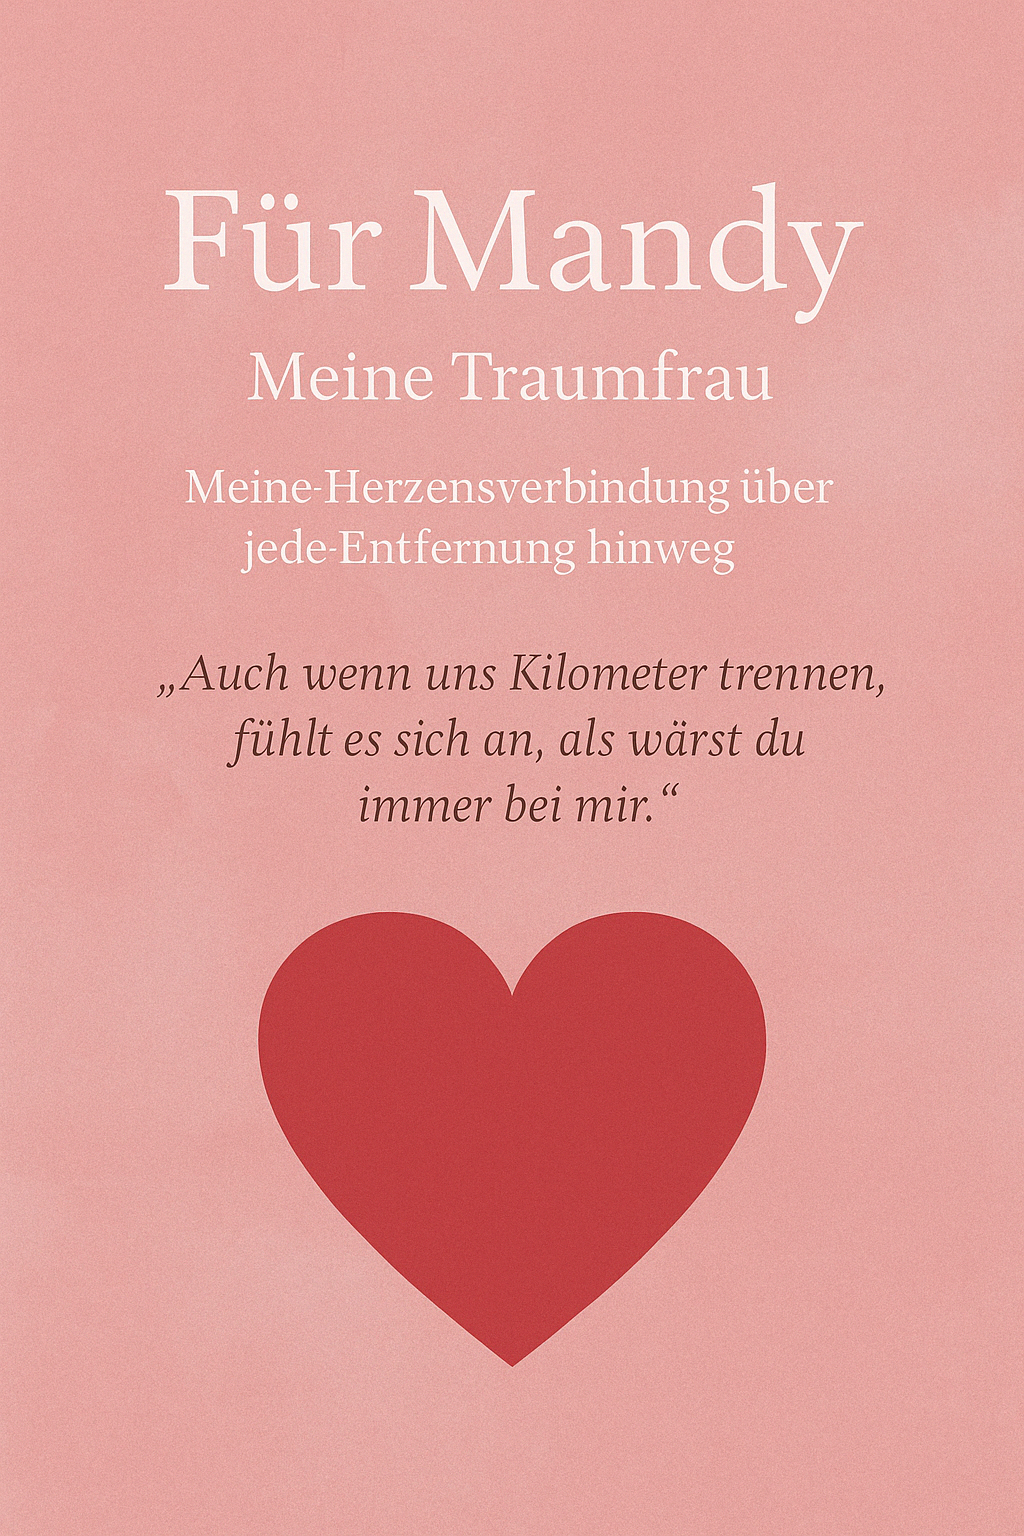 Für Mandy
Meine Traumfrau
Meine-Herzensverbindung über
jede-Entfernung hinweg
„Auch wenn uns Kilometer trennen,
fühlt es sich an, als wärst du
immer bei mir.“